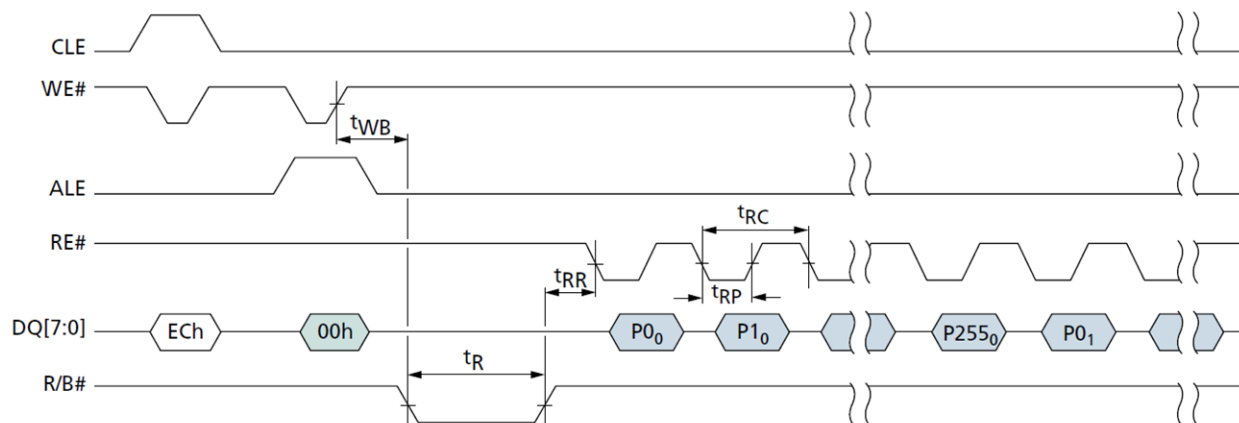 CLE
WE#
tWB
ALE
tRC
RE#
tRR
tRP
DQ[7:0] ECh 00h P0₀ P1₀ P255₀ P0₁
tR
R/B#